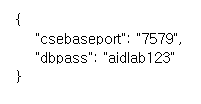 {
    "csebaseport": "7579",
    "dbpass": "aidlab123"
}